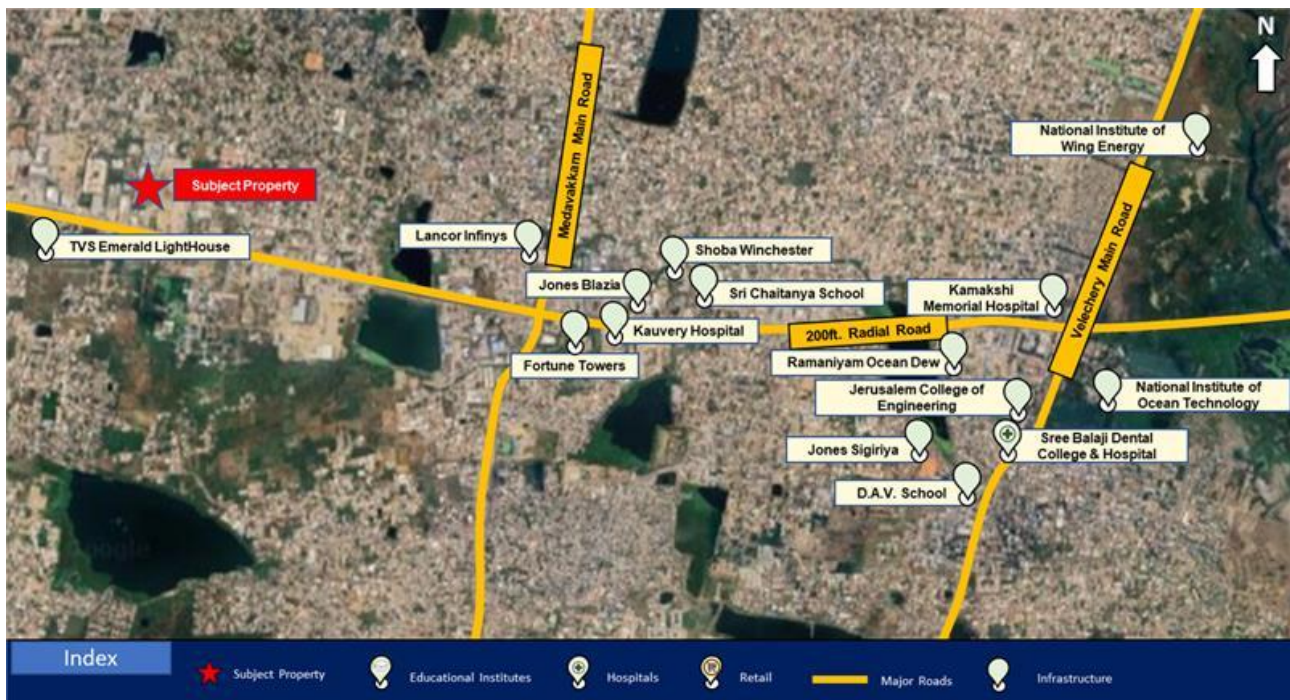 N
National Institute of
Wing Energy
Medavakkam Main Road
Subject Property
TVS Emerald LightHouse
Lancor Infinys
Shoba Winchester
Velechery Main Road
Jones Blazia
Sri Chaitanya School
Kamakshi
Memorial Hospital
Kauvery Hospital
200ft. Radial Road
Fortune Towers
Ramaniyam Ocean Dew
Jerusalem College of
Engineering
National Institute of
Ocean Technology
Jones Sigiriya
Sree Balaji Dental
College & Hospital
D.A.V. School
Google
Index
Subject Property
Educational Institutes
Hospitals
R
Retail
Major Roads
Infrastructure